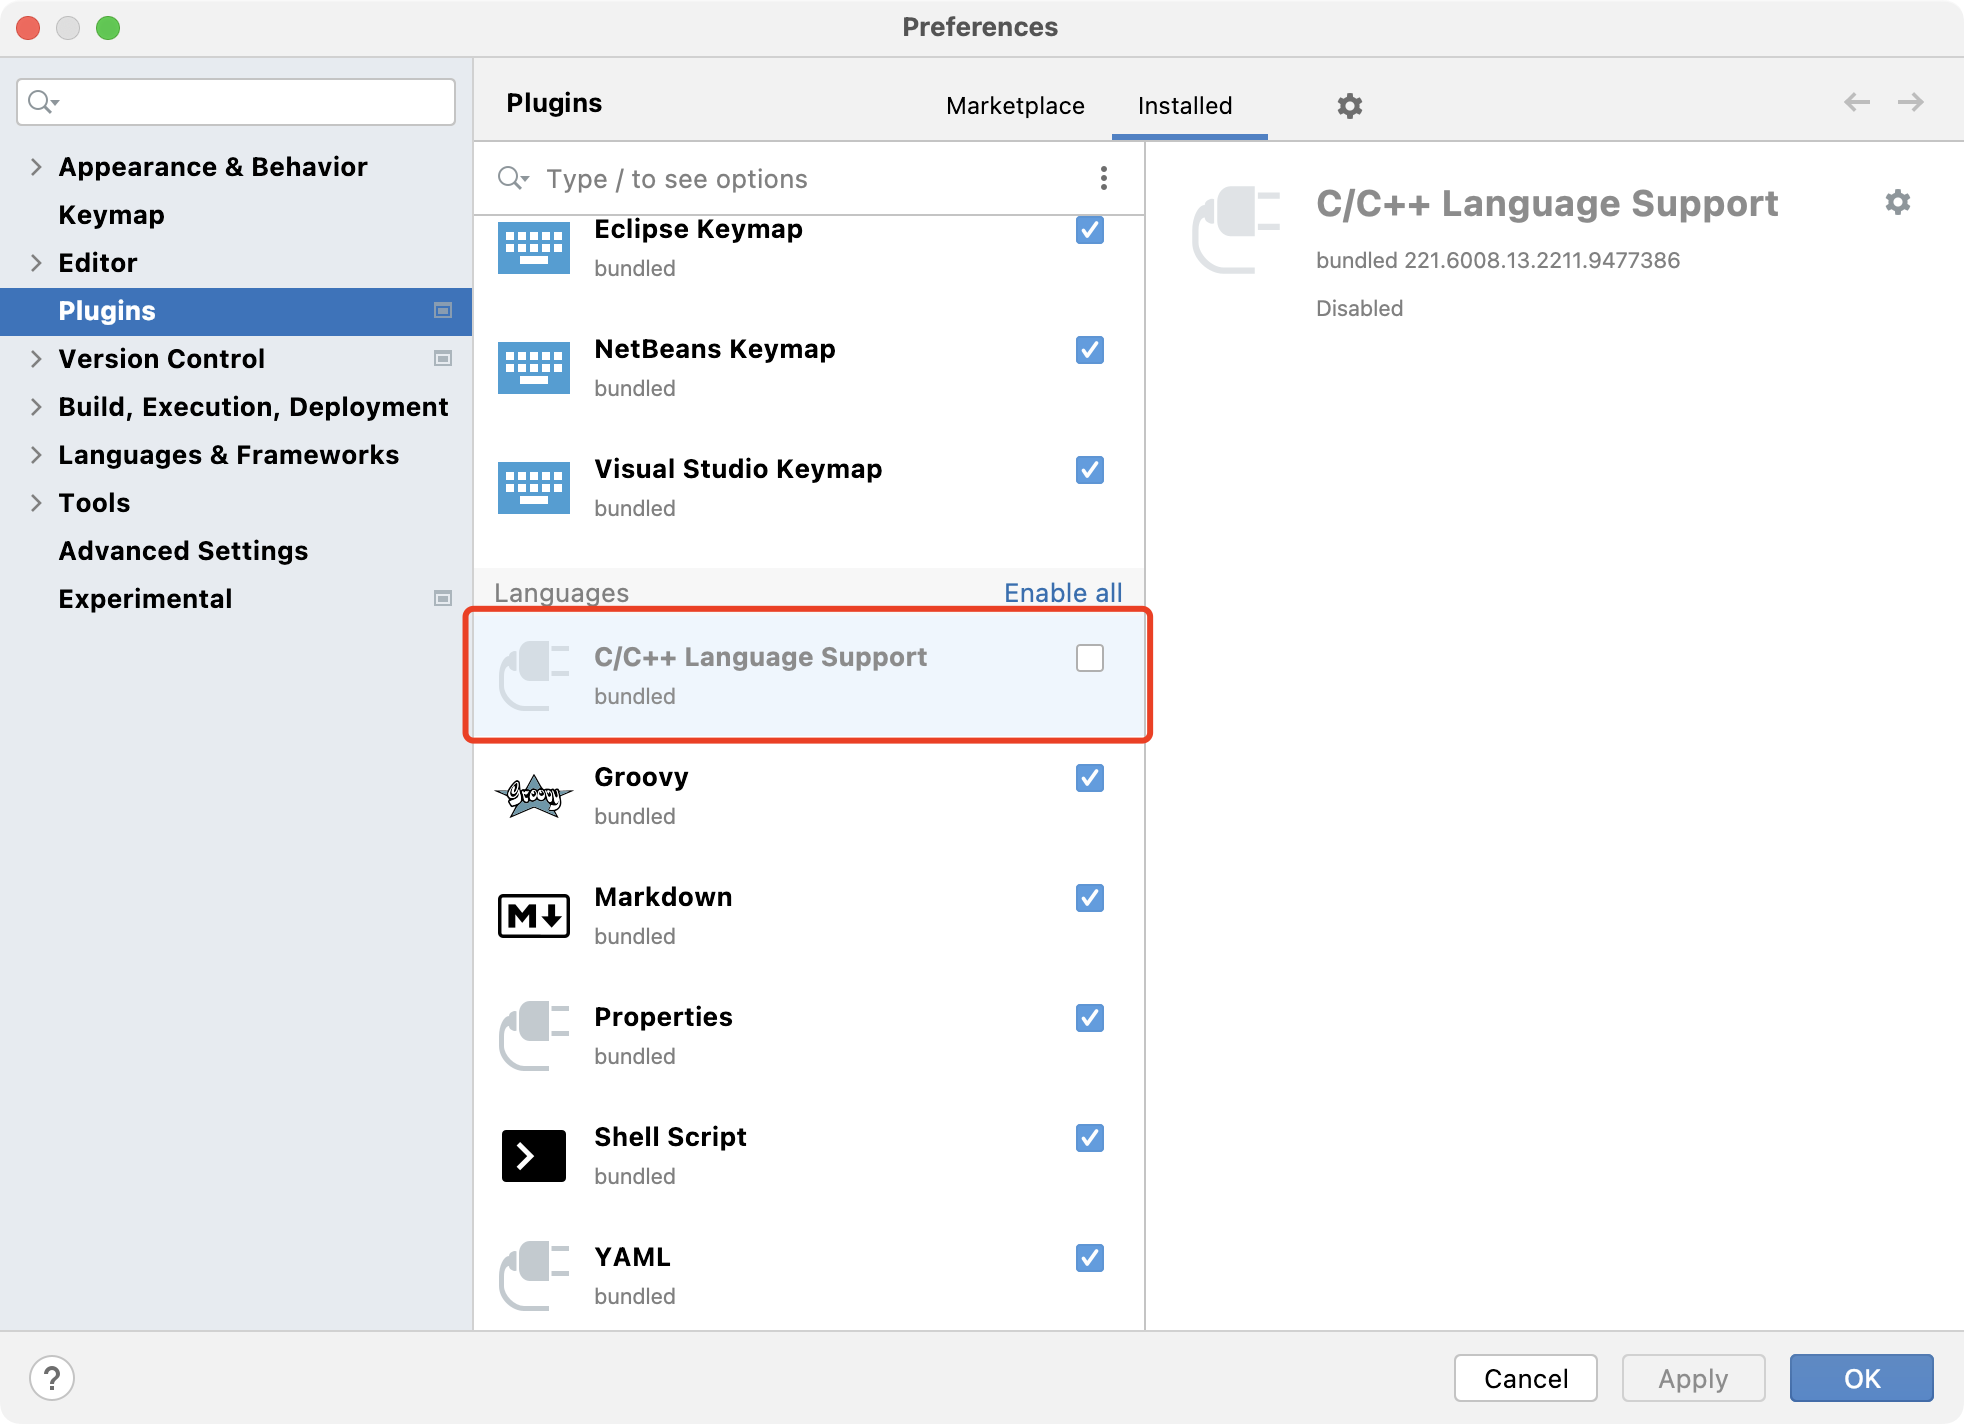 Preferences
Appearance & Behavior
Keymap
Editor
Plugins
Version Control
Build, Execution, Deployment
Languages & Frameworks
Tools
Advanced Settings
Experimental
Plugins
Marketplace
Installed
Type / to see options
Eclipse Keymap
bundled
NetBeans Keymap
bundled
Visual Studio Keymap
bundled
Languages
Enable all
C/C++ Language Support
bundled
Groovy
Groovy
bundled
M
Markdown
bundled
Properties
bundled
Shell Script
bundled
YAML
bundled
C/C++ Language Support
bundled 221.6008.13.2211.9477386
Disabled
?
Cancel
Apply
OK